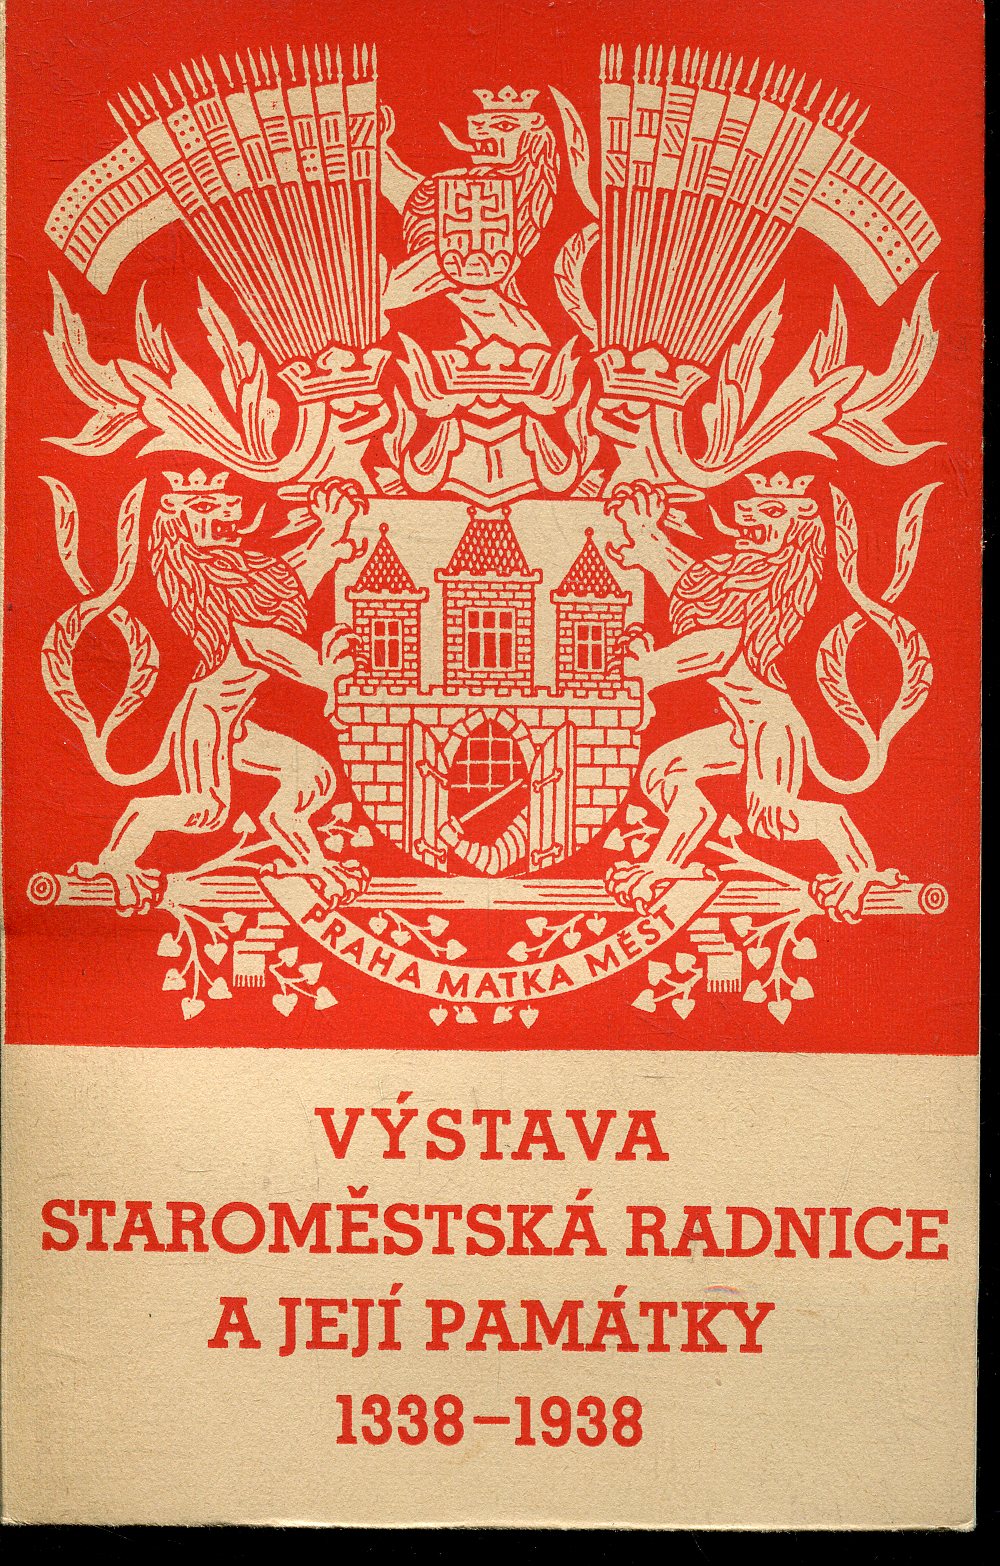 PRAHA MATKA MĚST
VÝSTAVA
STAROMĚSTSKÁ RADNICE
A JEJÍ PAMÁTKY
1338–1938